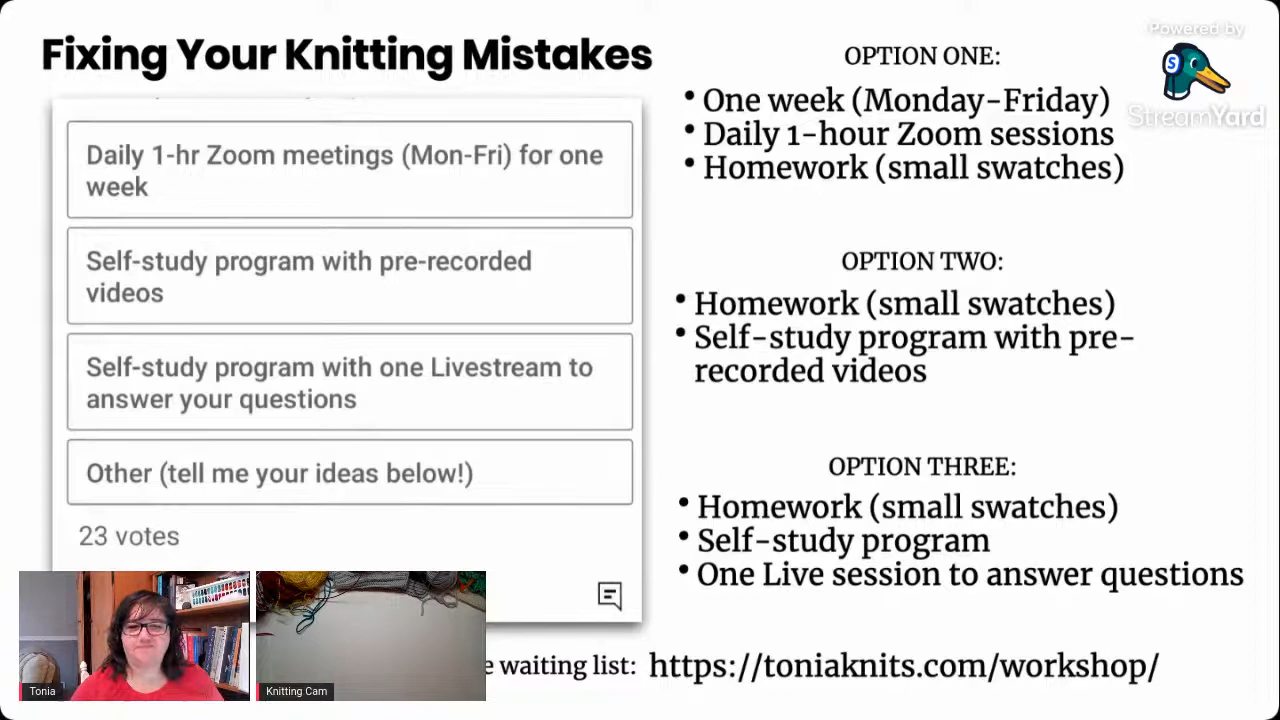 Fixing Your Knitting Mistakes
Daily 1-hr Zoom meetings (Mon-Fri) for one
week
Self-study program with pre-recorded
videos
Self-study program with one Livestream to
answer your questions
Other (tell me your ideas below!)
23 votes
Tonia
Knitting Cam
waiting list: https://toniaknits.com/workshop/
OPTION ONE:
• One week (Monday-Friday)
• Daily 1-hour Zoom sessions
• Homework (small swatches)
OPTION TWO:
• Homework (small swatches)
• Self-study program with pre-
recorded videos
OPTION THREE:
• Homework (small swatches)
• Self-study program
• One Live session to answer questions
Powered by
S
StreamYard